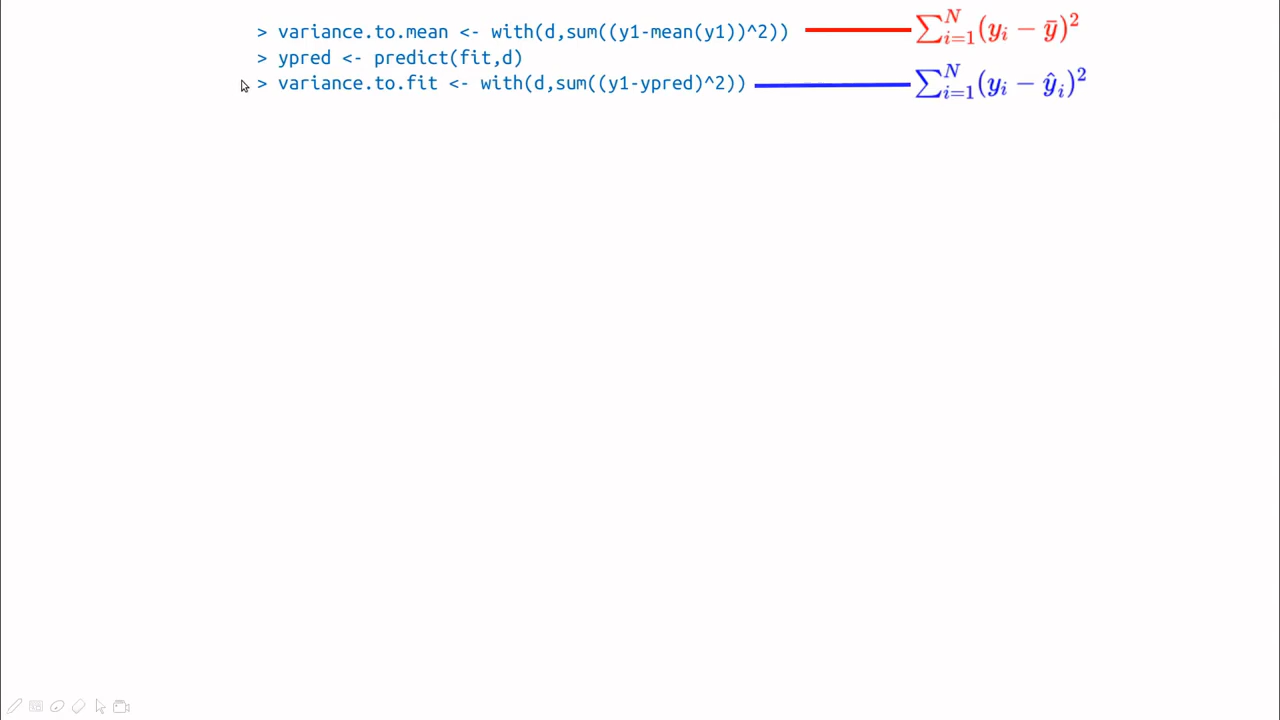 > variance.to.mean <- with(d,sum((y1-mean(y1))^2)) ∑_{i=1}^{N}(y_i − ȳ)^2
> ypred <- predict(fit,d)
> variance.to.fit <- with(d,sum((y1-ypred)^2)) ∑_{i=1}^{N}(y_i − ŷ_i)^2